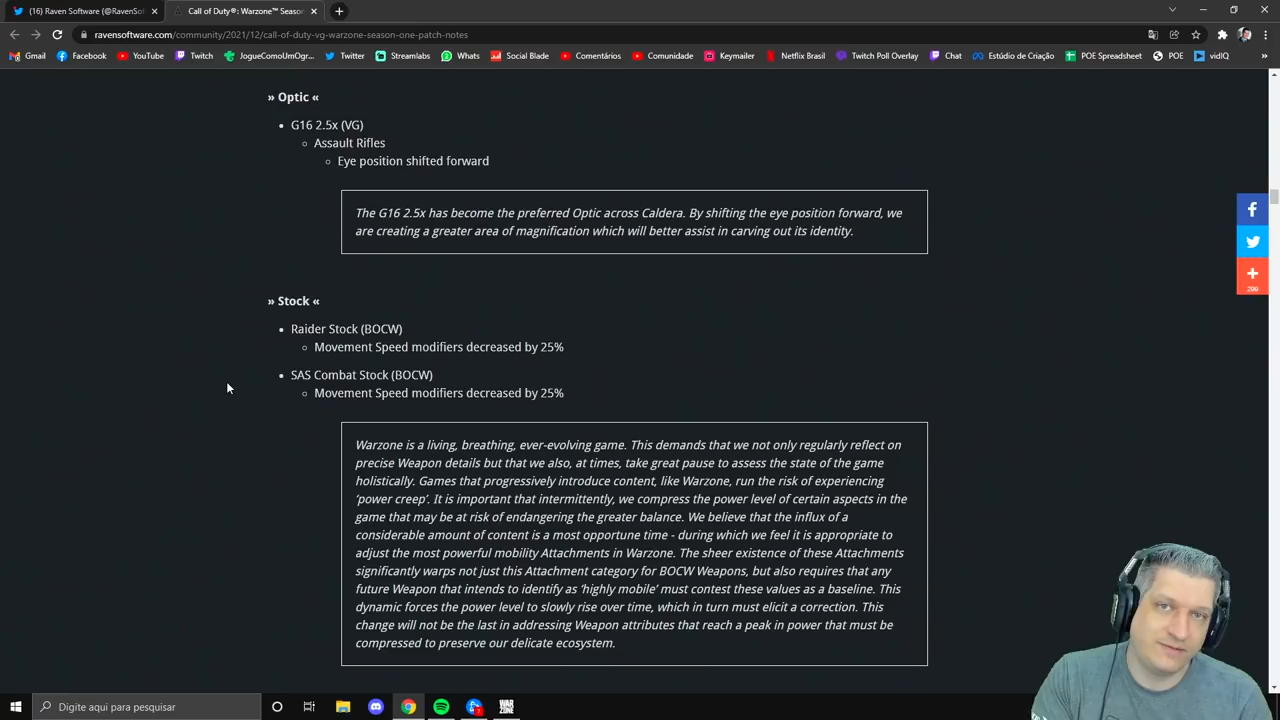 (16) Raven Software (@RavenSof
Call of Duty®: Warzone™ Season
ravensoftware.com/community/2021/12/call-of-duty-vg-warzone-season-one-patch-notes
Gmail Facebook YouTube Twitch JogueComoUmOgr... Twitter Streamlabs Whats Social Blade Comentários Comunidade Keymailer Netflix Brasil Twitch Poll Overlay Chat Estúdio de Criação POE Spreadsheet POE vidIQ »
» Optic «
G16 2.5x (VG)
Assault Rifles
Eye position shifted forward
The G16 2.5x has become the preferred Optic across Caldera. By shifting the eye position forward, we
are creating a greater area of magnification which will better assist in carving out its identity.
» Stock «
Raider Stock (BOCW)
Movement Speed modifiers decreased by 25%
SAS Combat Stock (BOCW)
Movement Speed modifiers decreased by 25%
Warzone is a living, breathing, ever-evolving game. This demands that we not only regularly reflect on
precise Weapon details but that we also, at times, take great pause to assess the state of the game
holistically. Games that progressively introduce content, like Warzone, run the risk of experiencing
‘power creep’. It is important that intermittently, we compress the power level of certain aspects in the
game that may be at risk of endangering the greater balance. We believe that the influx of a
considerable amount of content is a most opportune time - during which we feel it is appropriate to
adjust the most powerful mobility Attachments in Warzone. The sheer existence of these Attachments
significantly warps not just this Attachment category for BOCW Weapons, but also requires that any
future Weapon that intends to identify as ‘highly mobile’ must contest these values as a baseline. This
dynamic forces the power level to slowly rise over time, which in turn must elicit a correction. This
change will not be the last in addressing Weapon attributes that reach a peak in power that must be
compressed to preserve our delicate ecosystem.
299
Digite aqui para pesquisar
7
WAR
ZONE